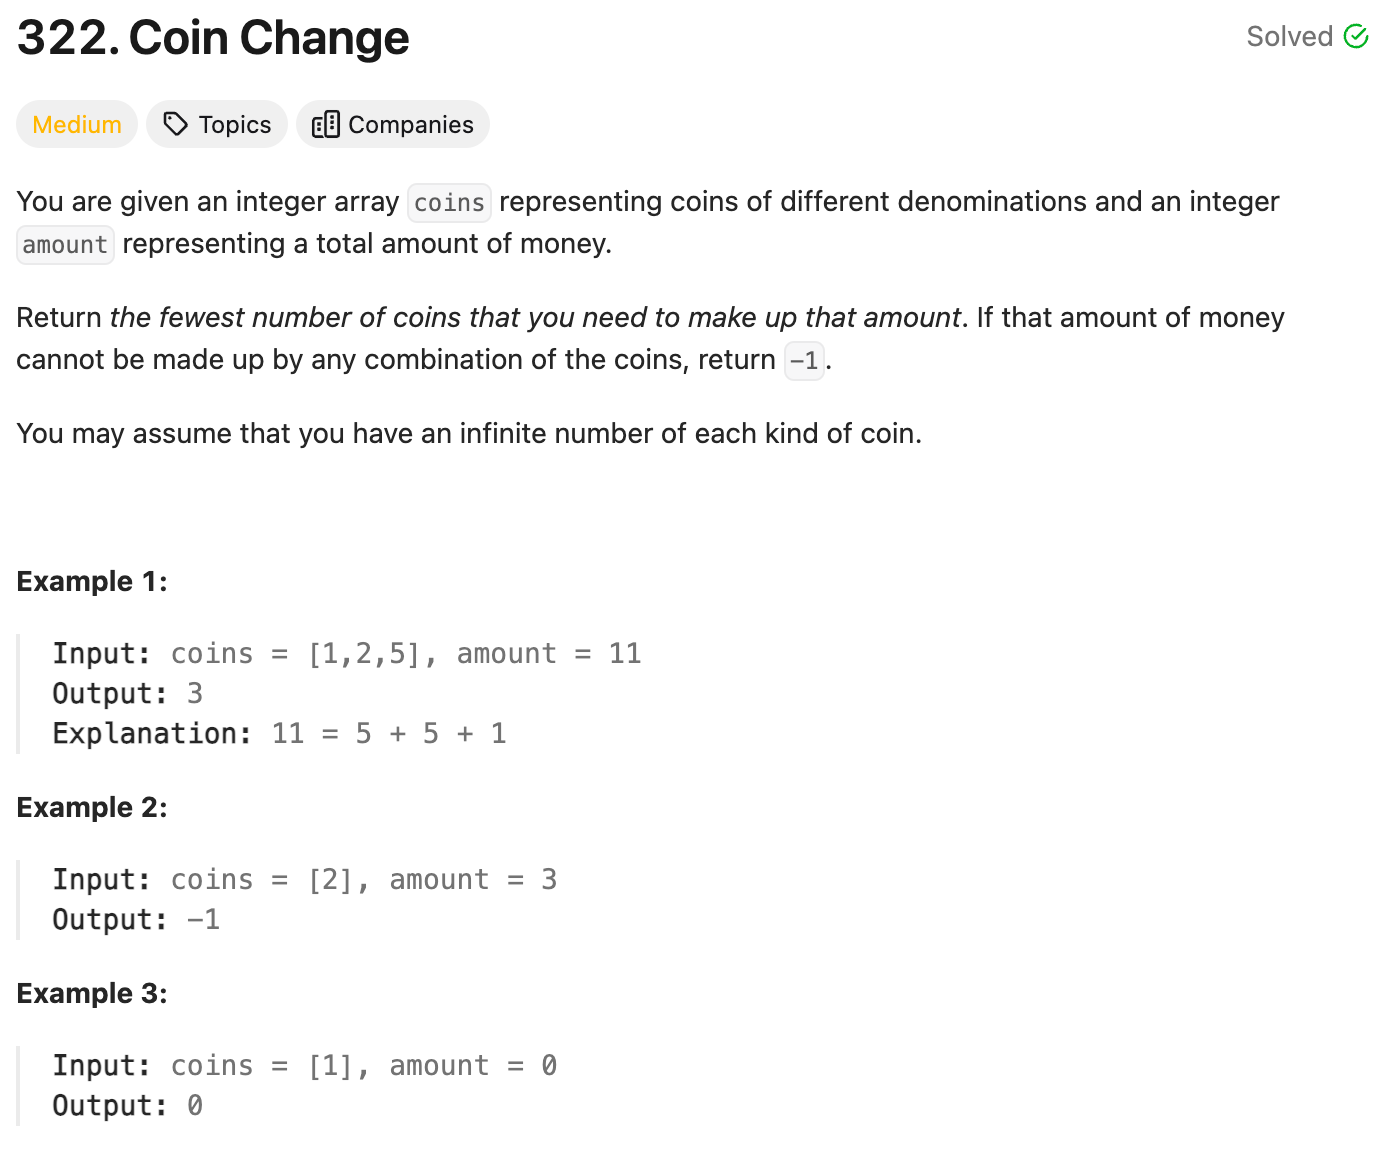 322. Coin Change
Solved
Medium
Topics
Companies
You are given an integer array coins representing coins of different denominations and an integer
amount representing a total amount of money.
Return the fewest number of coins that you need to make up that amount. If that amount of money
cannot be made up by any combination of the coins, return -1.
You may assume that you have an infinite number of each kind of coin.
Example 1:
Input: coins = [1,2,5], amount = 11
Output: 3
Explanation: 11 = 5 + 5 + 1
Example 2:
Input: coins = [2], amount = 3
Output: -1
Example 3:
Input: coins = [1], amount = 0
Output: 0